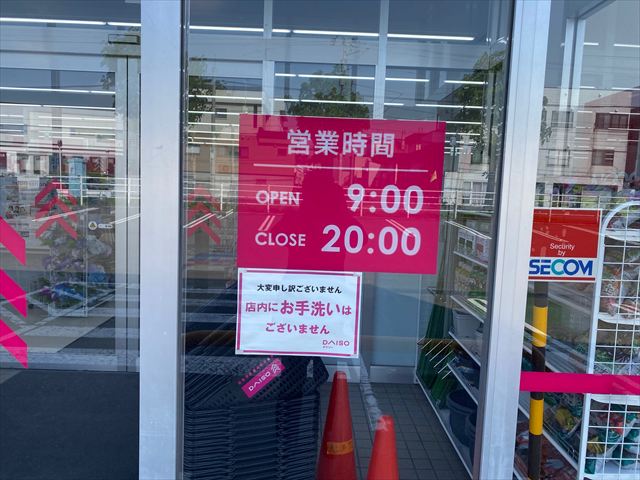 営業時間
OPEN 9:00
CLOSE 20:00
大変申し訳ございません
店内にお手洗いは
ございません
DAISO
Security
by
SECOM
DAISO